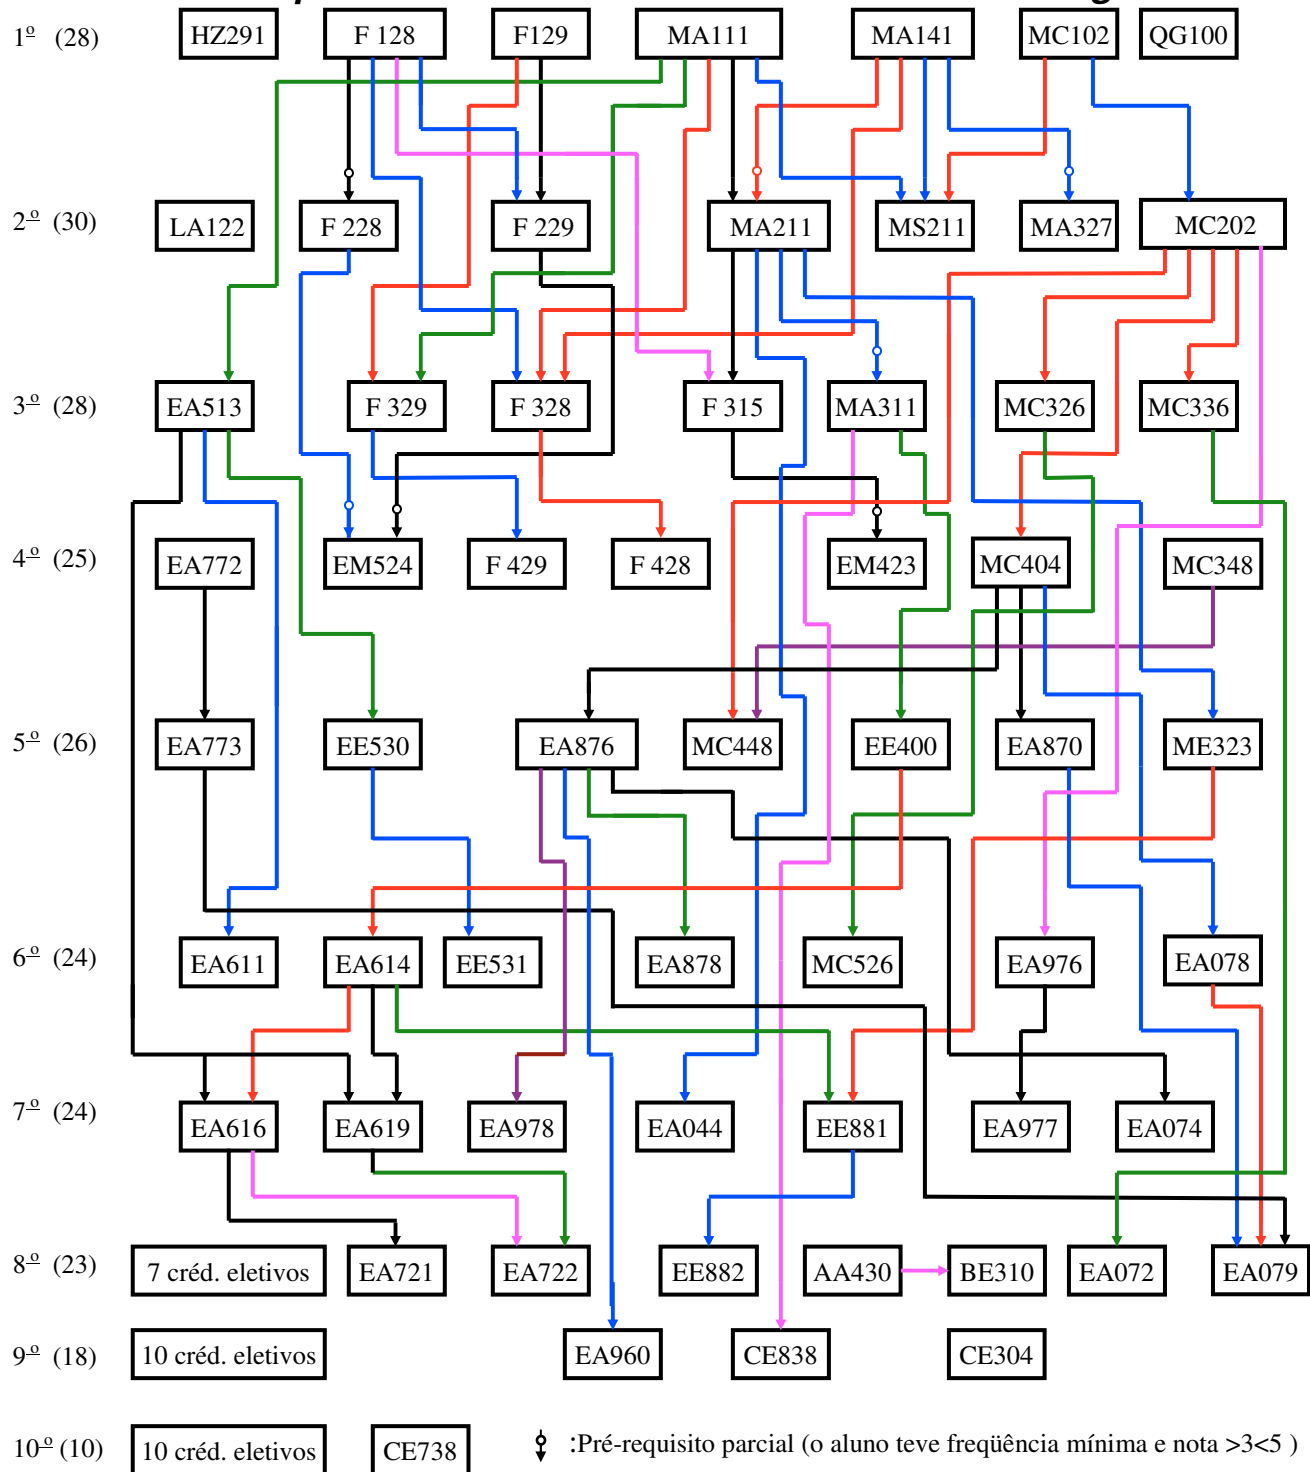 1º (28) HZ291 F 128 F129 MA111 MA141 MC102 QG100
2º (30) LA122 F 228 F 229 MA211 MS211 MA327 MC202
3º (28) EA513 F 329 F 328 F 315 MA311 MC326 MC336
4º (25) EA772 EM524 F 429 F 428 EM423 MC404 MC348
5º (26) EA773 EE530 EA876 MC448 EE400 EA870 ME323
6º (24) EA611 EA614 EE531 EA878 MC526 EA976 EA078
7º (24) EA616 EA619 EA978 EA044 EE881 EA977 EA074
8º (23) 7 créd. eletivos EA721 EA722 EE882 AA430 BE310 EA072 EA079
9º (18) 10 créd. eletivos EA960 CE838 CE304
10º (10) 10 créd. eletivos CE738 :Pré-requisito parcial (o aluno teve freqüência mínima e nota >3<5 )